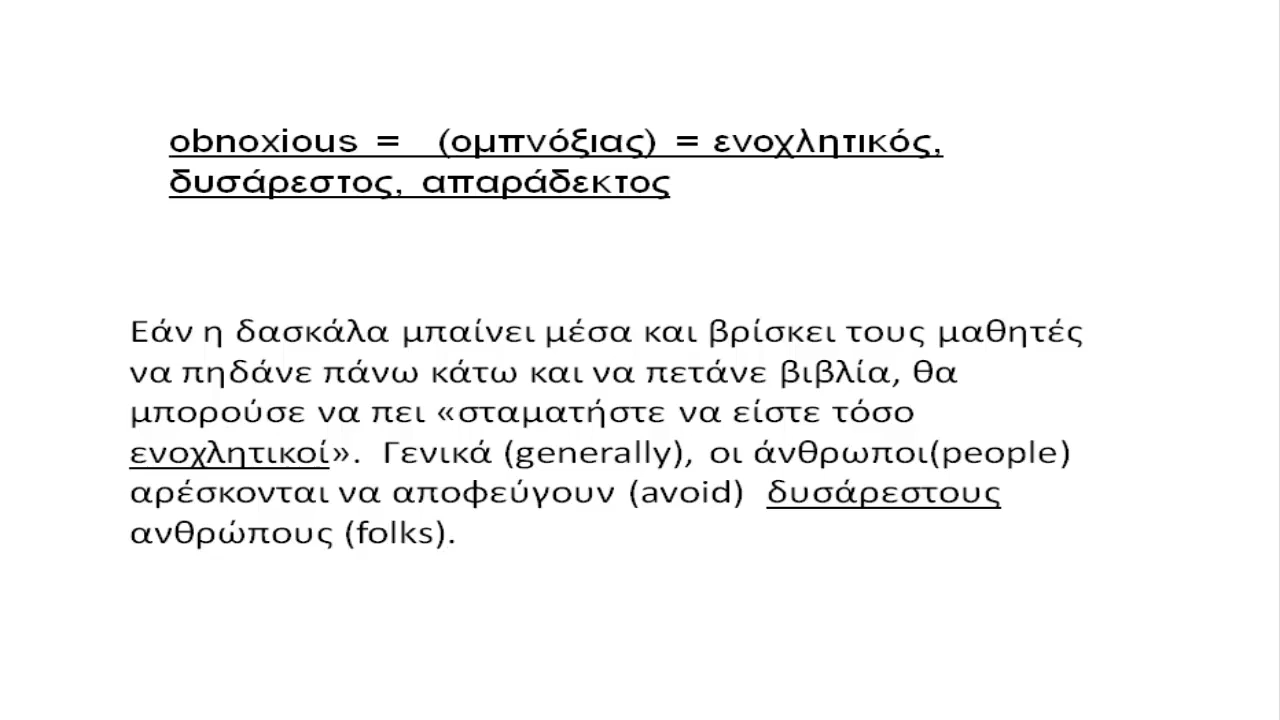 obnoxious = (ομπνόξιας) = ενοχλητικός,
δυσάρεστος, απαράδεκτος
Εάν η δασκάλα μπαίνει μέσα και βρίσκει τους μαθητές
να πηδάνε πάνω κάτω και να πετάνε βιβλία, θα
μπορούσε να πει «σταματήστε να είστε τόσο
ενοχλητικοί». Γενικά (generally), οι άνθρωποι(people)
αρέσκονται να αποφεύγουν (avoid) δυσάρεστους
ανθρώπους (folks).